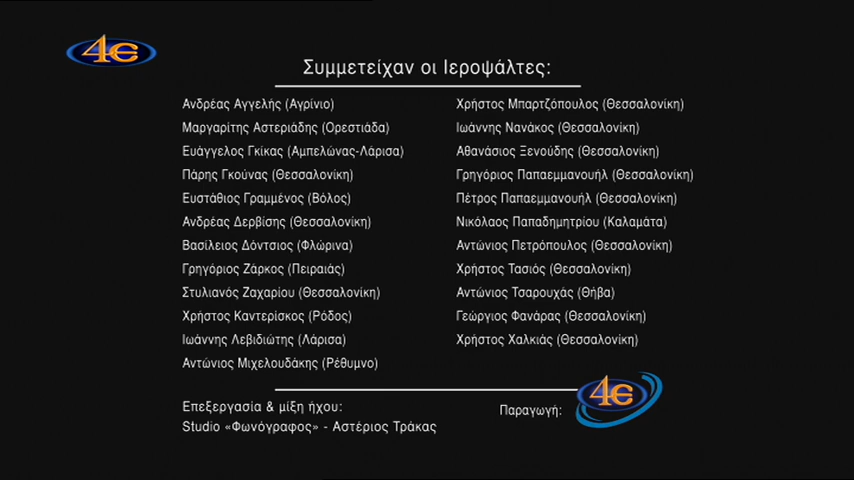 4ε
Συμμετείχαν οι Ιεροψάλτες:
Ανδρέας Αγγελής (Αγρίνιο)
Μαργαρίτης Αστεριάδης (Ορεστιάδα)
Ευάγγελος Γκίκας (Αμπελώνας-Λάρισα)
Πάρης Γκούνας (Θεσσαλονίκη)
Ευστάθιος Γραμμένος (Βόλος)
Ανδρέας Δερβίσης (Θεσσαλονίκη)
Βασίλειος Δόντσιος (Φλώρινα)
Γρηγόριος Ζάρκος (Πειραιάς)
Στυλιανός Ζαχαρίου (Θεσσαλονίκη)
Χρήστος Καντερίσκος (Ρόδος)
Ιωάννης Λεβιδιώτης (Λάρισα)
Αντώνιος Μιχελουδάκης (Ρέθυμνο)
Χρήστος Μπαρτζόπουλος (Θεσσαλονίκη)
Ιωάννης Νανάκος (Θεσσαλονίκη)
Αθανάσιος Ξενούδης (Θεσσαλονίκη)
Γρηγόριος Παπαεμμανουήλ (Θεσσαλονίκη)
Πέτρος Παπαεμμανουήλ (Θεσσαλονίκη)
Νικόλαος Παπαδημητρίου (Καλαμάτα)
Αντώνιος Πετρόπουλος (Θεσσαλονίκη)
Χρήστος Τασιός (Θεσσαλονίκη)
Αντώνιος Τσαρουχάς (Θήβα)
Γεώργιος Φανάρας (Θεσσαλονίκη)
Χρήστος Χαλκιάς (Θεσσαλονίκη)
Επεξεργασία & μίξη ήχου:
Studio «Φωνόγραφος» - Αστέριος Τράκας
Παραγωγή:
4ε